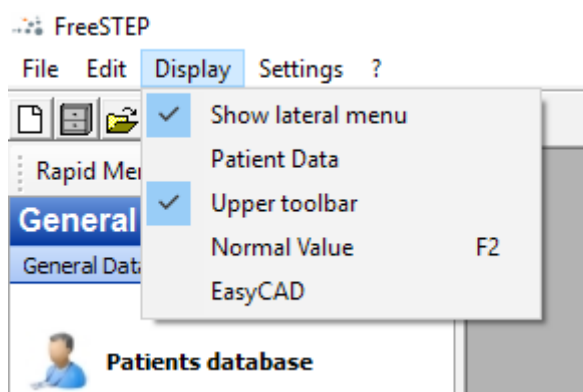 FreeSTEP
File Edit Display Settings ?
Show lateral menu
Patient Data
Rapid
Upper toolbar
General
Normal Value F2
General
EasyCAD
Patients database